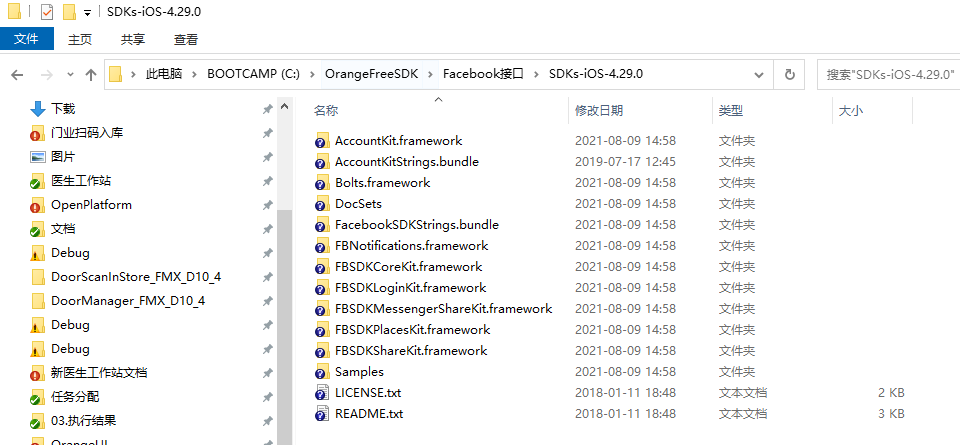 SDKs-iOS-4.29.0
文件 主页 共享 查看
此电脑 BOOTCAMP (C:) OrangeFreeSDK Facebook接口 SDKs-iOS-4.29.0 搜索"SDKs-iOS-4.29.0"
下载
门业扫码入库
图片
医生工作站
OpenPlatform
文档
Debug
DoorScanInStore_FMX_D10_4
DoorManager_FMX_D10_4
Debug
Debug
新医生工作站文档
任务分配
03.执行结果
OrangeUI
名称 修改日期 类型 大小
AccountKit.framework 2021-08-09 14:58 文件夹
AccountKitStrings.bundle 2019-07-17 12:45 文件夹
Bolts.framework 2021-08-09 14:58 文件夹
DocSets 2021-08-09 14:58 文件夹
FacebookSDKStrings.bundle 2021-08-09 14:58 文件夹
FBNotifications.framework 2021-08-09 14:58 文件夹
FBSDKCoreKit.framework 2021-08-09 14:58 文件夹
FBSDKLoginKit.framework 2021-08-09 14:58 文件夹
FBSDKMessengerShareKit.framework 2021-08-09 14:58 文件夹
FBSDKPlacesKit.framework 2021-08-09 14:58 文件夹
FBSDKShareKit.framework 2021-08-09 14:58 文件夹
Samples 2021-08-09 14:58 文件夹
LICENSE.txt 2018-01-11 18:48 文本文档 2 KB
README.txt 2018-01-11 18:48 文本文档 3 KB